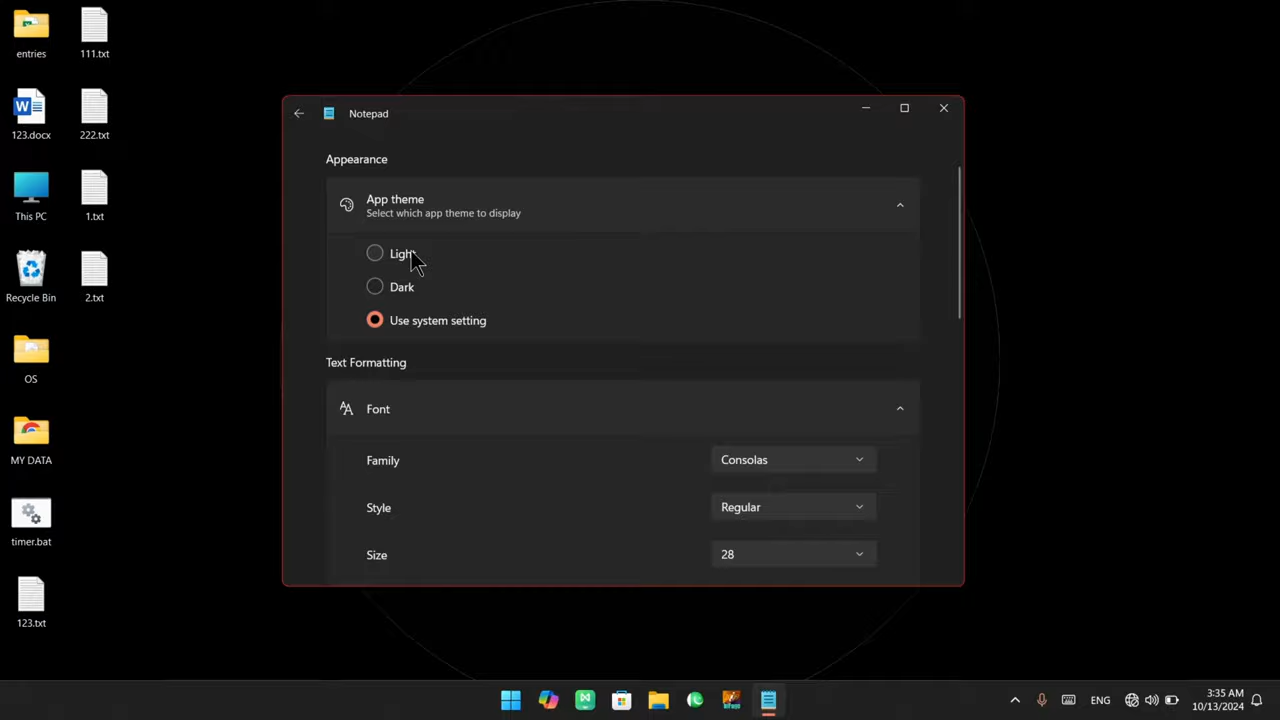 entries
111.txt
123.docx
222.txt
This PC
1.txt
Recycle Bin
2.txt
OS
MY DATA
timer.bat
123.txt
Notepad
Appearance
App theme
Select which app theme to display
Light
Dark
Use system setting
Text Formatting
Font
Family
Consolas
Style
Regular
Size
28
ENG
3:35 AM
10/13/2024